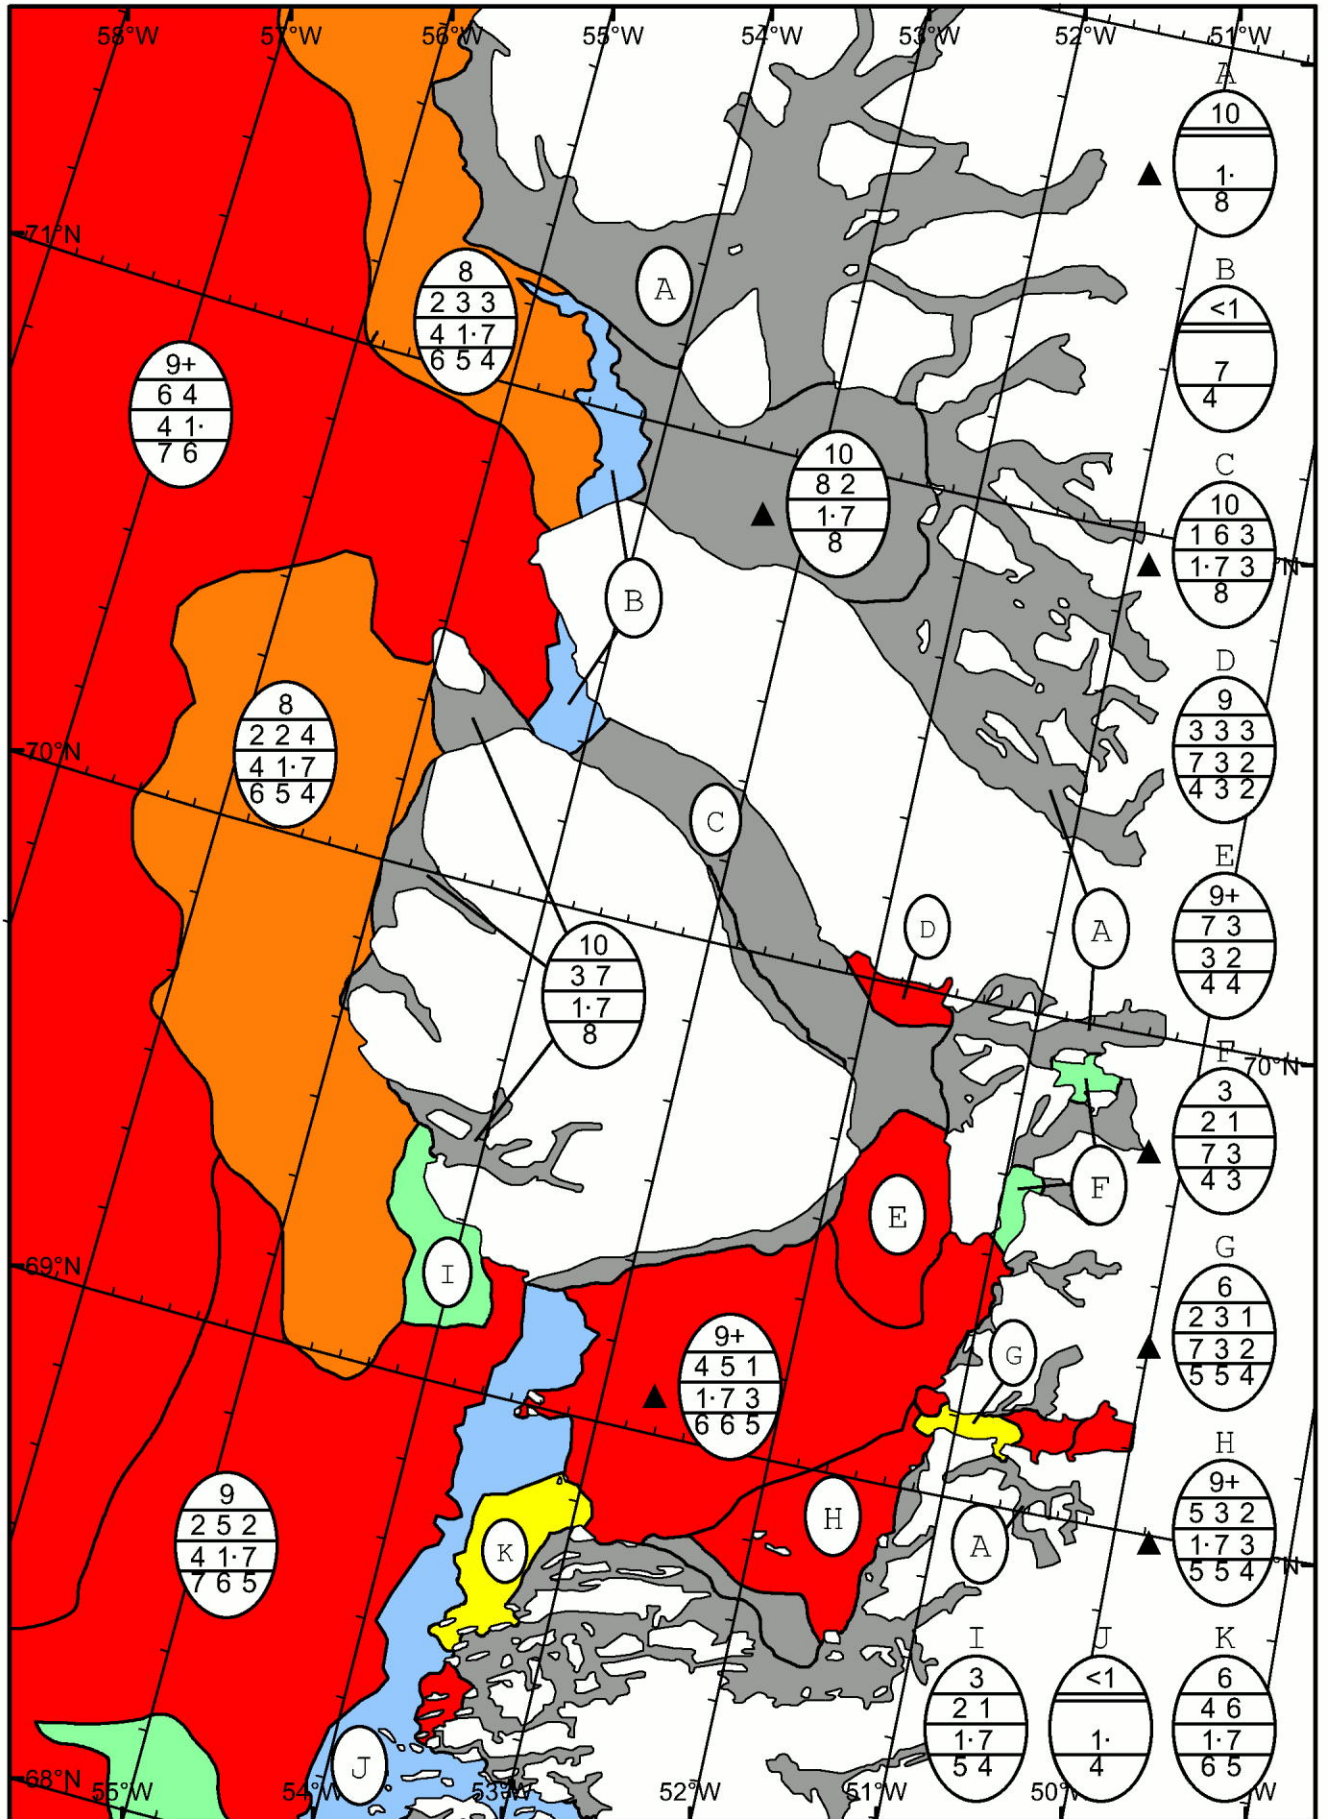 58°W 57°W 56°W 55°W 54°W 53°W 52°W 51°W
71°N
A
10
1·
8
B
<1
7
4
C
10
1 6 3
1·7 3
8
°N
D
9
3 3 3
7 3 2
4 3 2
E
9+
7 3
3 2
4 4
F
70°N
3
2 1
7 3
4 3
G
6
2 3 1
7 3 2
5 5 4
H
9+
5 3 2
1·7 3
5 5 4
°N
I
3
2 1
1·7
5 4
J
<1
1·
4
K
6
4 6
1·7
6 5
A
8
2 3 3
4 1·7
6 5 4
9+
6 4
4 1·
7 6
10
8 2
1·7
8
B
8
2 2 4
4 1·7
6 5 4
70°N
C
D
A
10
3 7
1·7
8
F
E
69°N
I
9+
4 5 1
1·7 3
6 6 5
G
H
A
K
9
2 5 2
4 1·7
7 6 5
J
68°N
55°W 54°W 53°W 52°W 51°W 50° °W